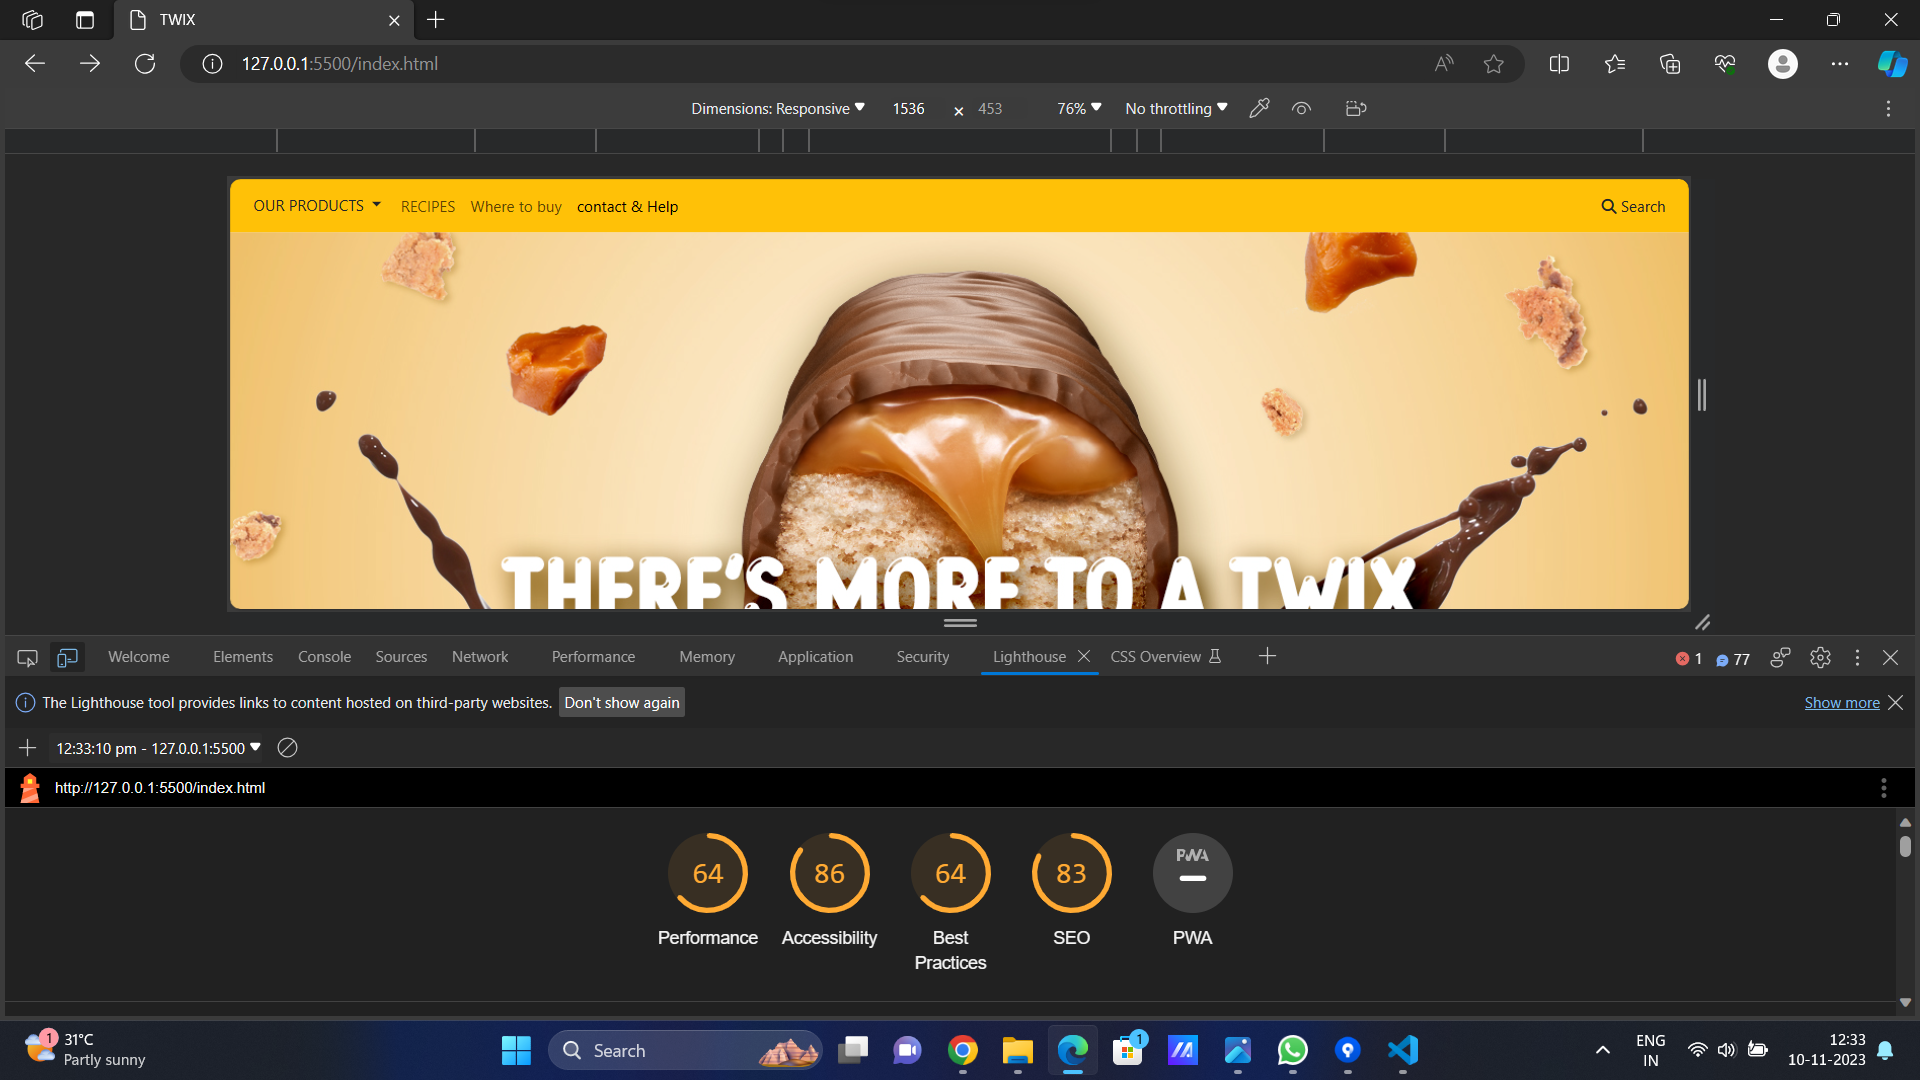 TWIX
127.0.0.1:5500/index.html
Dimensions: Responsive 1536 × 453 76% No throttling
OUR PRODUCTS RECIPES Where to buy contact & Help Search
THERE'S MORE TO A TWIX
Welcome Elements Console Sources Network Performance Memory Application Security Lighthouse CSS Overview 1 77
The Lighthouse tool provides links to content hosted on third-party websites. Don't show again Show more
12:33:10 pm - 127.0.0.1:5500
http://127.0.0.1:5500/index.html
64 86 64 83 PWA
Performance Accessibility Best Practices SEO PWA
1 31°C
Partly sunny
Search
1
ENG
IN
12:33
10-11-2023